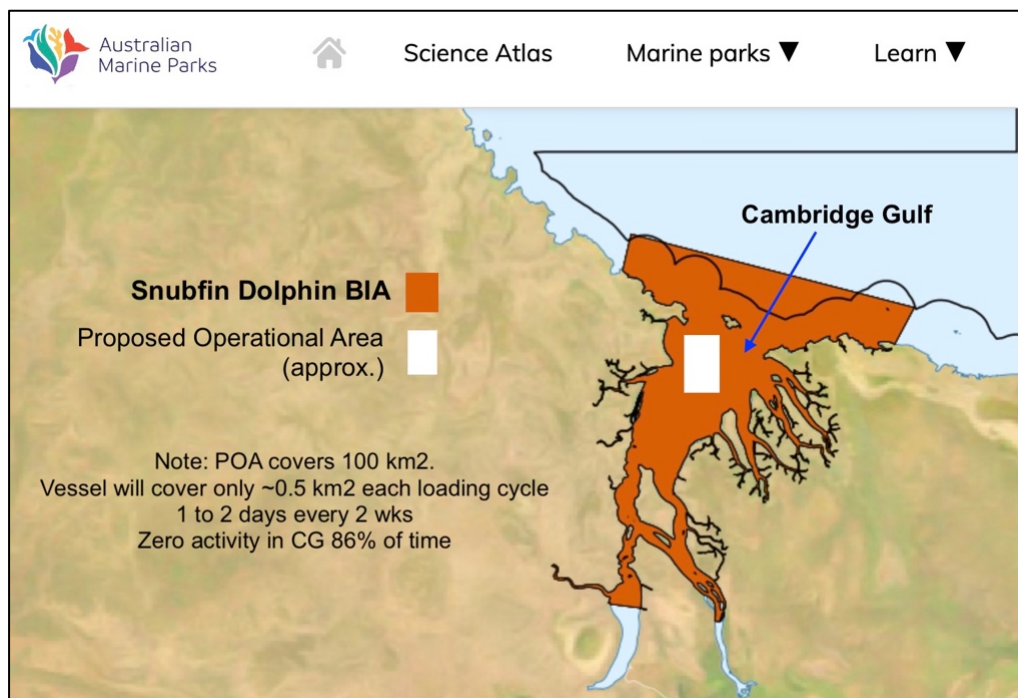 Australian
Marine Parks
Science Atlas
Marine parks ▼
Learn ▼
Cambridge Gulf
Snubfin Dolphin BIA
Proposed Operational Area
(approx.)
Note: POA covers 100 km2.
Vessel will cover only ~0.5 km2 each loading cycle
1 to 2 days every 2 wks
Zero activity in CG 86% of time